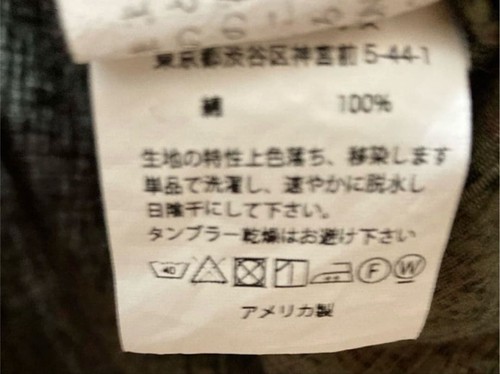 東京都渋谷区神宮前 5-44-1
綿 100%
生地の特性上色落ち、移染します
単品で洗濯し、速やかに脱水し
日陰干にして下さい。
タンブラー乾燥はお避け下さい
40 F W
アメリカ製